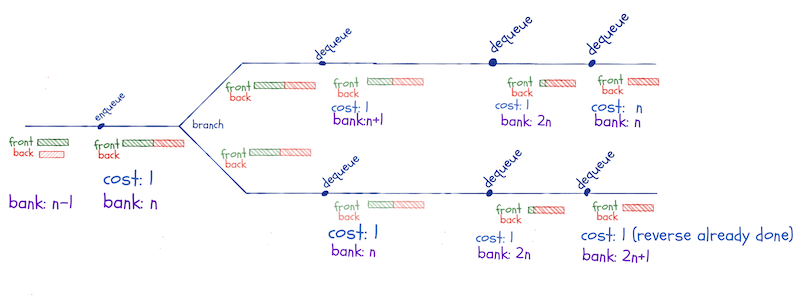 dequeue
dequeue
dequeue
front
back
front
back
cost: 1
bank:n+1
front
back
cost: 1
bank: 2n
front
back
cost: n
bank: n
enqueue
branch
front
back
bank: n-1
front
back
cost: 1
bank: n
front
back
dequeue
dequeue
dequeue
front
back
cost: 1
bank: n
front
back
cost: 1
bank: 2n
front
back
cost: 1 (reverse already done)
bank: 2n+1